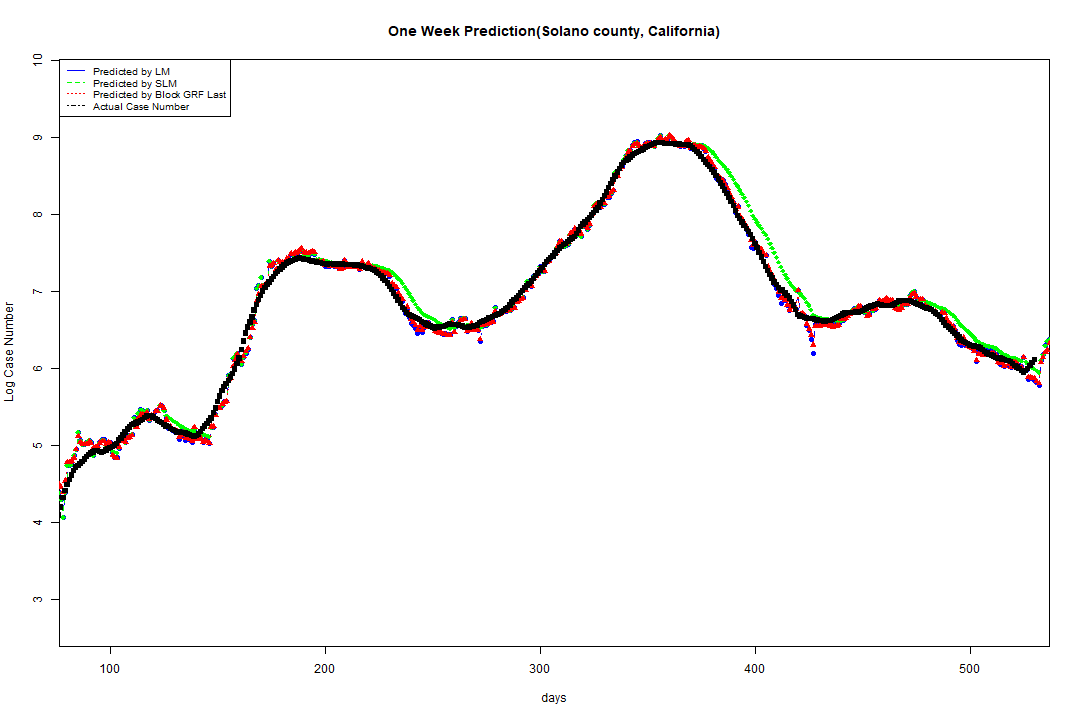 One Week Prediction(Solano county, California)
Predicted by LM
Predicted by SLM
Predicted by Block GRF Last
Actual Case Number
10
9
8
7
6
5
4
3
Log Case Number
100 200 300 400 500
days